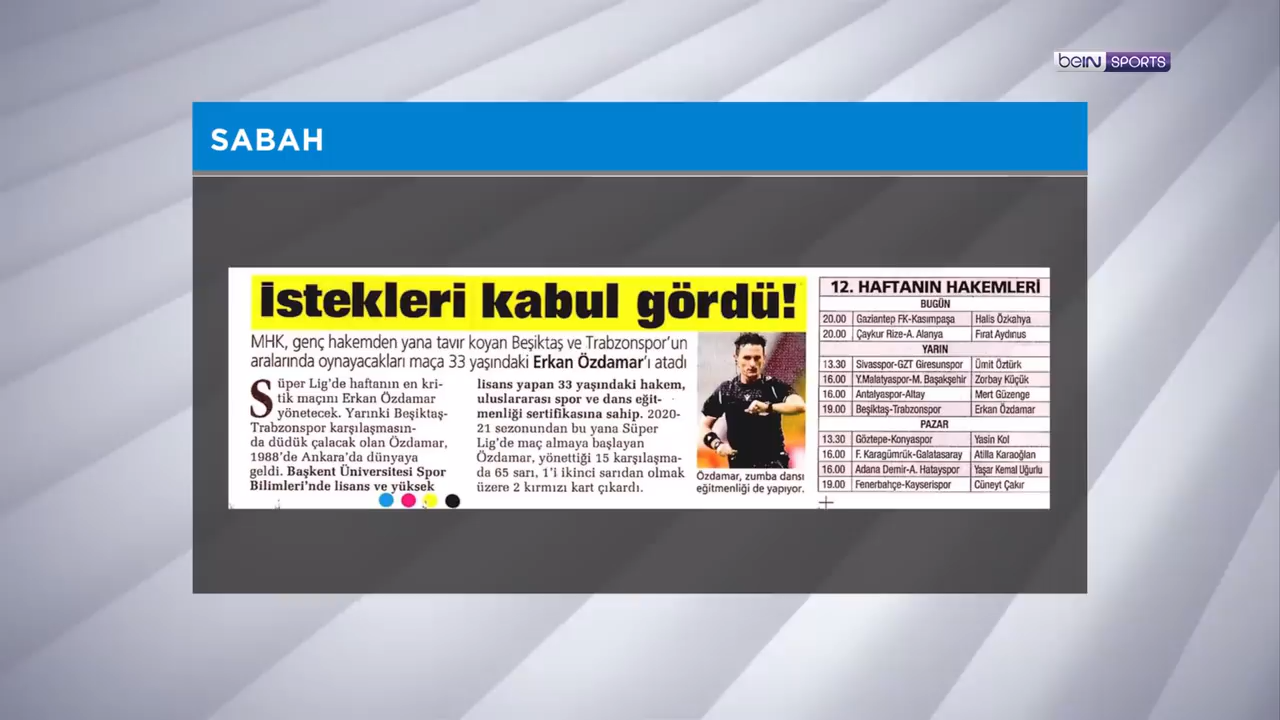 beIN SPORTS
SABAH
İstekleri kabul gördü!
MHK, genç hakemden yana tavır koyan Beşiktaş ve Trabzonspor'un
aralarında oynayacakları maça 33 yaşındaki Erkan Özdamar'ı atadı
Süper Lig'de haftanın en kri-
tik maçını Erkan Özdamar
yönetecek. Yarınki Beşiktaş-
Trabzonspor karşılaşmasın-
da düdük çalacak olan Özdamar,
1988'de Ankara'da dünyaya
geldi. Başkent Üniversitesi Spor
Bilimleri'nde lisans ve yüksek
lisans yapan 33 yaşındaki hakem,
uluslararası spor ve dans eğit-
menliği sertifikasına sahip. 2020-
21 sezonundan bu yana Süper
Lig'de maç almaya başlayan
Özdamar, yönettiği 15 karşılaşma-
da 65 sarı, 1'i ikinci sarıdan olmak
üzere 2 kırmızı kart çıkardı.
Özdamar, zumba dansı
eğitmenliği de yapıyor.
12. HAFTANIN HAKEMLERİ
BUGÜN
20.00 Gaziantep FK-Kasımpaşa Halis Özkahya
20.00 Çaykur Rize-A. Alanya Fırat Aydınus
YARIN
13.30 Sivasspor-GZT Giresunspor Ümit Öztürk
16.00 Y.Malatyaspor-M. Başakşehir Zorbay Küçük
16.00 Antalyaspor-Altay Mert Güzenge
19.00 Beşiktaş-Trabzonspor Erkan Özdamar
PAZAR
13.30 Göztepe-Konyaspor Yasin Kol
16.00 F. Karagümrük-Galatasaray Atilla Karaoğlan
16.00 Adana Demir-A. Hatayspor Yaşar Kemal Uğurlu
19.00 Fenerbahçe-Kayserispor Cüneyt Çakır